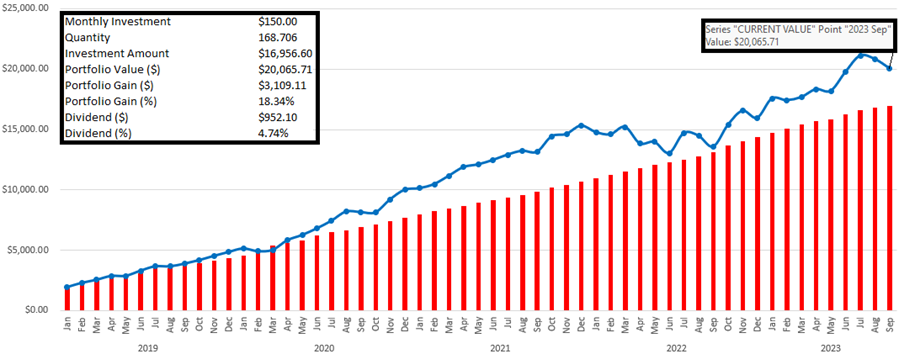 $25,000.00
$20,000.00
$15,000.00
$10,000.00
$5,000.00
$0.00
Monthly Investment $150.00
Quantity 168.706
Investment Amount $16,956.60
Portfolio Value ($) $20,065.71
Portfolio Gain ($) $3,109.11
Portfolio Gain (%) 18.34%
Dividend ($) $952.10
Dividend (%) 4.74%
Series "CURRENT VALUE" Point "2023 Sep"
Value: $20,065.71
Jan Feb Mar Apr May Jun Jul Aug Sep Oct Nov Dec Jan Feb Mar Apr May Jun Jul Aug Sep Oct Nov Dec Jan Feb Mar Apr May Jun Jul Aug Sep Oct Nov Dec Jan Feb Mar Apr May Jun Jul Aug Sep Oct Nov Dec Jan Feb Mar Apr May Jun Jul Aug Sep
2019 2020 2021 2022 2023